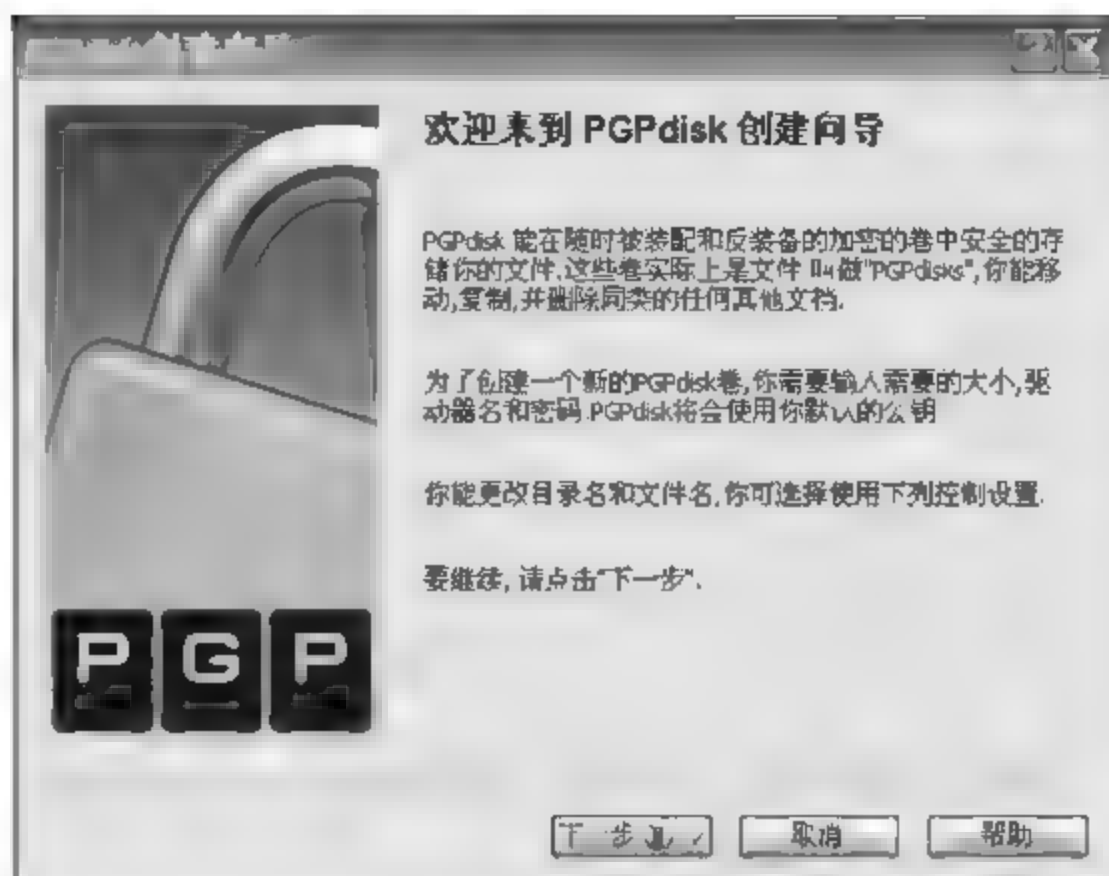 欢迎来到 PGPdisk 创建向导
PGPdisk 能在随时被装配和反装备的加密的卷中安全的存
储你的文件.这些卷实际上是文件 叫做"PGPdisks",你能移
动,复制,并删除同类的任何其他文档.
为了创建一个新的PGPdisk卷,你需要输入需要的大小,驱
动器名和密码.PGPdisk将会使用你默认的公钥
你能更改目录名和文件名,你可选择使用下列控制设置.
要继续, 请点击"下一步".
P G P
下一步
取消
帮助